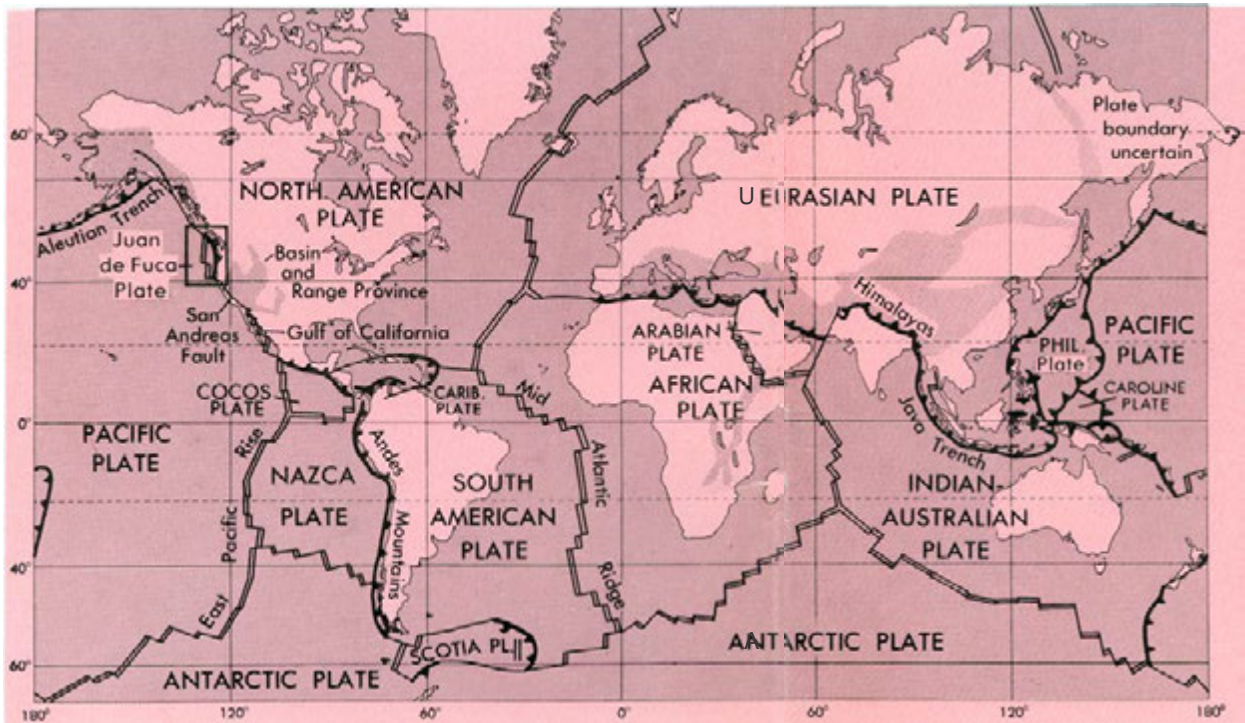 60°
40°
0°
40°
60°
180°
120°
60°
0°
60°
120°
180°
NORTH AMERICAN
PLATE
Aleutian Trench
Juan
de Fuca
Plate
Basin
and
Range Province
San
Andreas
Fault
Gulf of California
COCOS
PLATE
CARIB.
PLATE
PACIFIC
PLATE
East
Pacific
Rise
NAZCA
PLATE
Andes
Mountains
SOUTH
AMERICAN
PLATE
Mid
Atlantic
Ridge
SCOTIA PL.
ANTARCTIC PLATE
U EURASIAN PLATE
Plate
boundary
uncertain
ARABIAN
PLATE
AFRICAN
PLATE
Himalayas
Java
Trench
PHIL.
Plate
PACIFIC
PLATE
CAROLINE
PLATE
INDIAN-
AUSTRALIAN
PLATE
ANTARCTIC PLATE